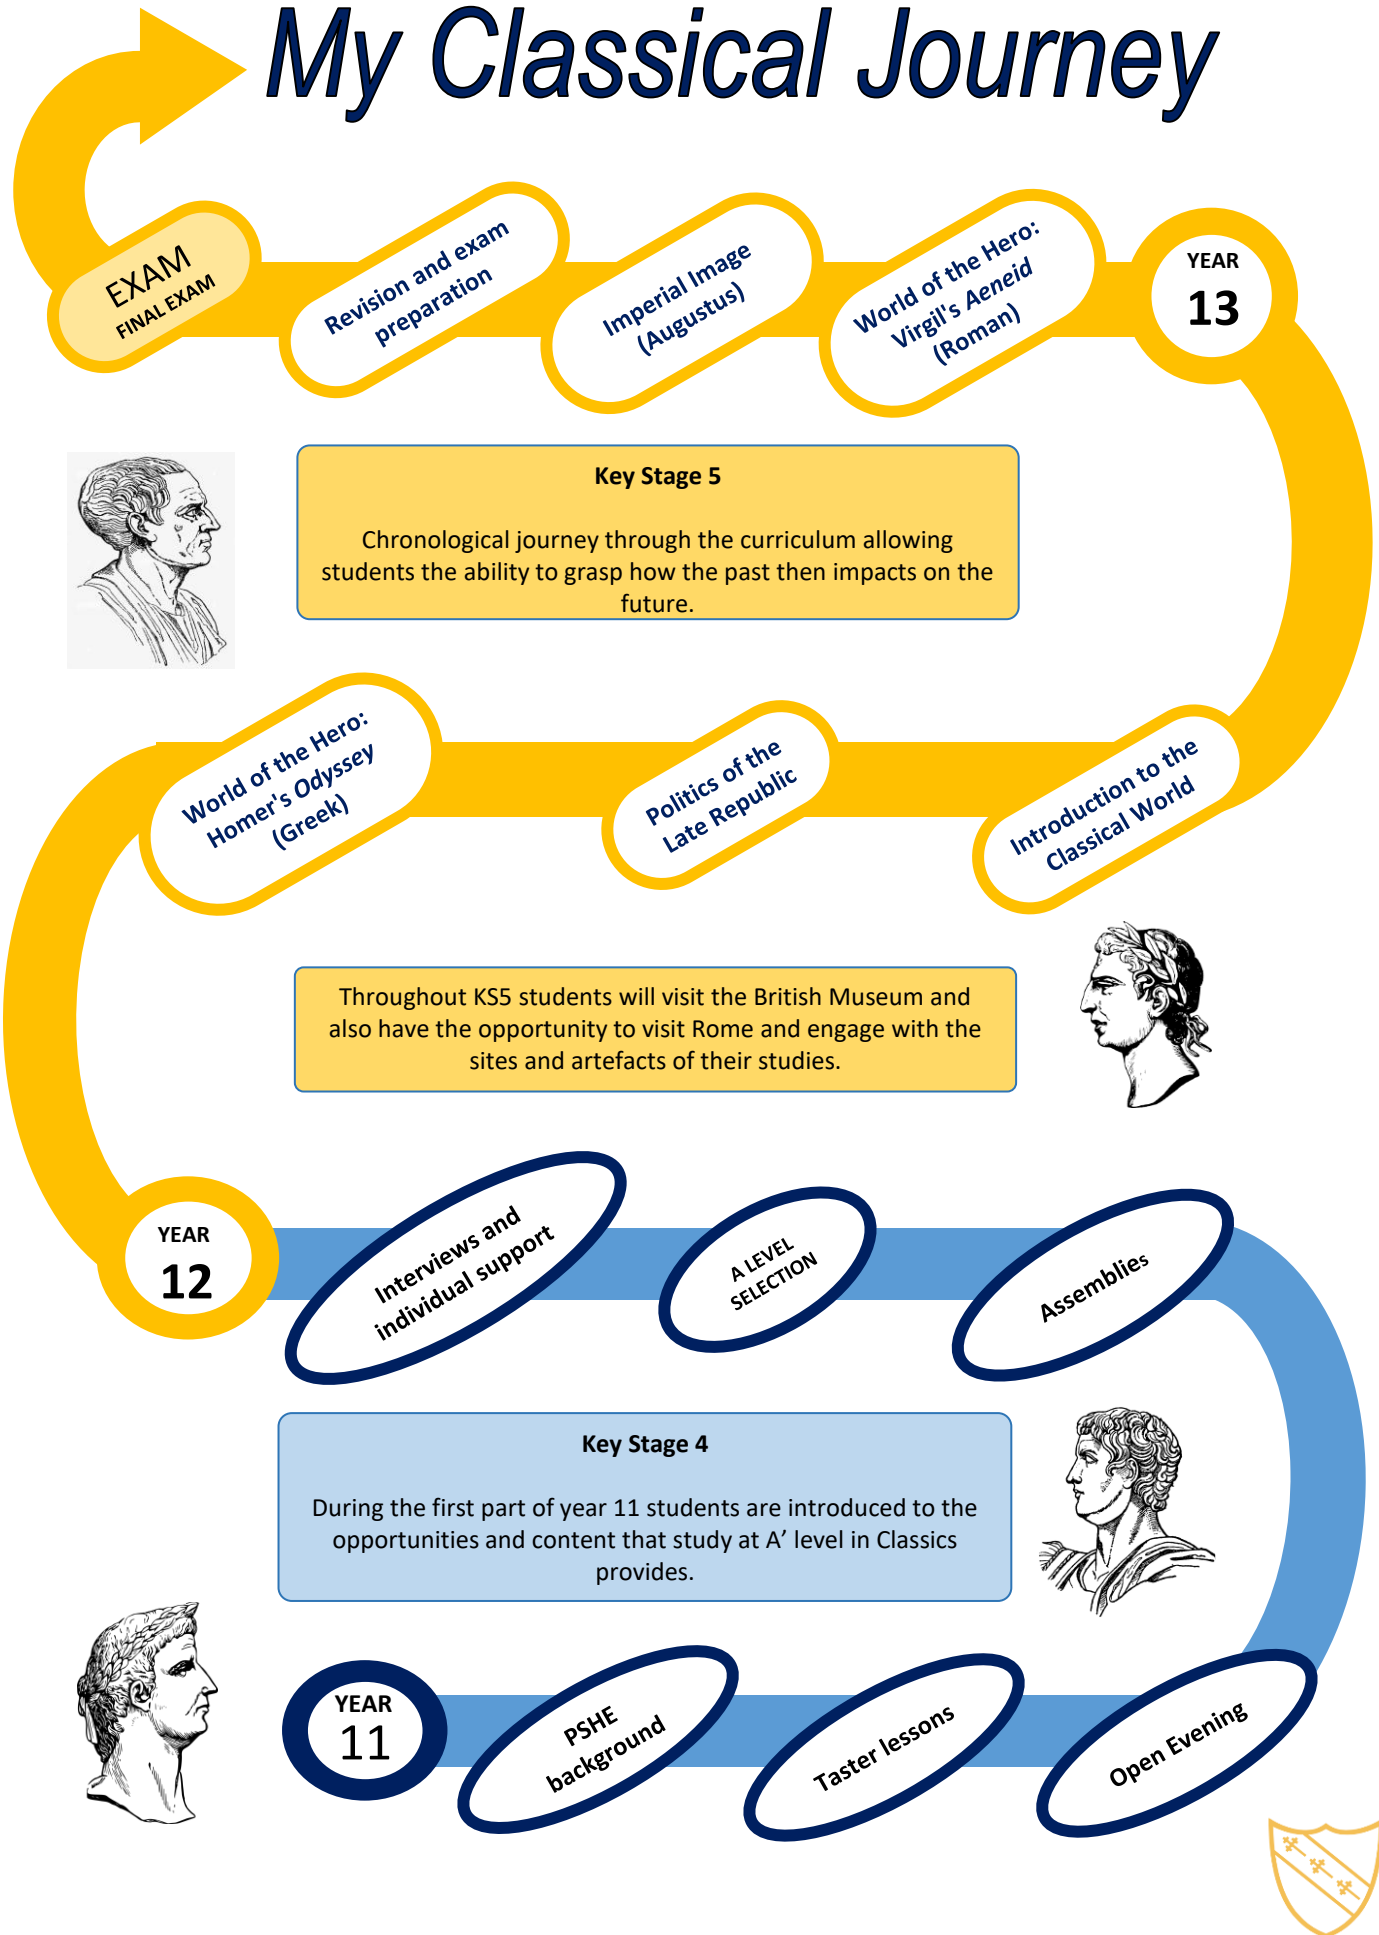 My Classical Journey
EXAM
FINAL EXAM
Revision and exam
preparation
Imperial Image
(Augustus)
World of the Hero:
Virgil's Aeneid
(Roman)
YEAR
13
Key Stage 5
Chronological journey through the curriculum allowing
students the ability to grasp how the past then impacts on the
future.
World of the Hero:
Homer's Odyssey
(Greek)
Politics of the
Late Republic
Introduction to the
Classical World
Throughout KS5 students will visit the British Museum and
also have the opportunity to visit Rome and engage with the
sites and artefacts of their studies.
YEAR
12
Interviews and
individual support
A LEVEL
SELECTION
Assemblies
Key Stage 4
During the first part of year 11 students are introduced to the
opportunities and content that study at A’ level in Classics
provides.
YEAR
11
PSHE
background
Taster lessons
Open Evening